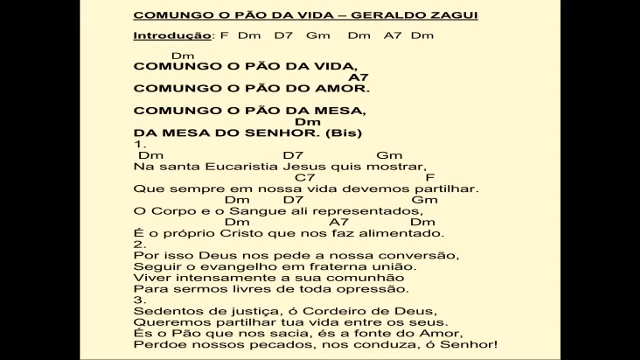 COMUNGO O PÃO DA VIDA – GERALDO ZAGUI
Introdução: F Dm D7 Gm Dm A7 Dm
Dm
COMUNGO O PÃO DA VIDA,
A7
COMUNGO O PÃO DO AMOR.
COMUNGO O PÃO DA MESA,
Dm
DA MESA DO SENHOR. (Bis)
1.
Dm D7 Gm
Na santa Eucaristia Jesus quis mostrar,
C7 F
Que sempre em nossa vida devemos partilhar.
Dm D7 Gm
O Corpo e o Sangue ali representados,
Dm A7 Dm
É o próprio Cristo que nos faz alimentado.
2.
Por isso Deus nos pede a nossa conversão,
Seguir o evangelho em fraterna união.
Viver intensamente a sua comunhão
Para sermos livres de toda opressão.
3.
Sedentos de justiça, ó Cordeiro de Deus,
Queremos partilhar tua vida entre os seus.
És o Pão que nos sacia, és a fonte do Amor,
Perdoe nossos pecados, nos conduza, ó Senhor!